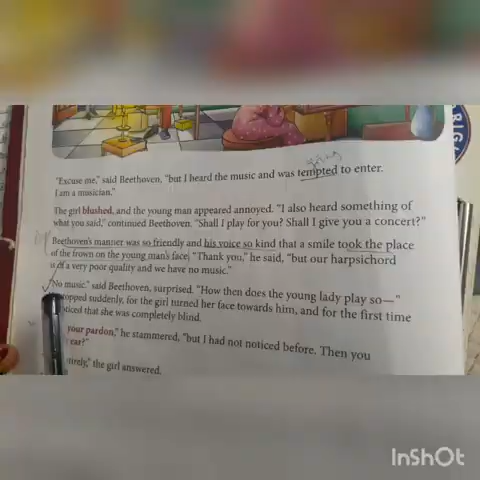 "Excuse me," said Beethoven, "but I heard the music and was tempted to enter.
I am a musician."
The girl blushed, and the young man appeared annoyed. "I also heard something of
what you said," continued Beethoven. "Shall I play for you? Shall I give you a concert?"
Beethoven's manner was so friendly and his voice so kind that a smile took the place
of the frown on the young man's face. "Thank you," he said, "but our harpsichord
is of a very poor quality and we have no music."
"No music." said Beethoven, surprised. "How then does the young lady play so—"
opped suddenly, for the girl turned her face towards him, and for the first time
oticed that she was completely blind.
your pardon," he stammered, "but I had not noticed before. Then you
ear?"
tirely," the girl answered.
InShOt